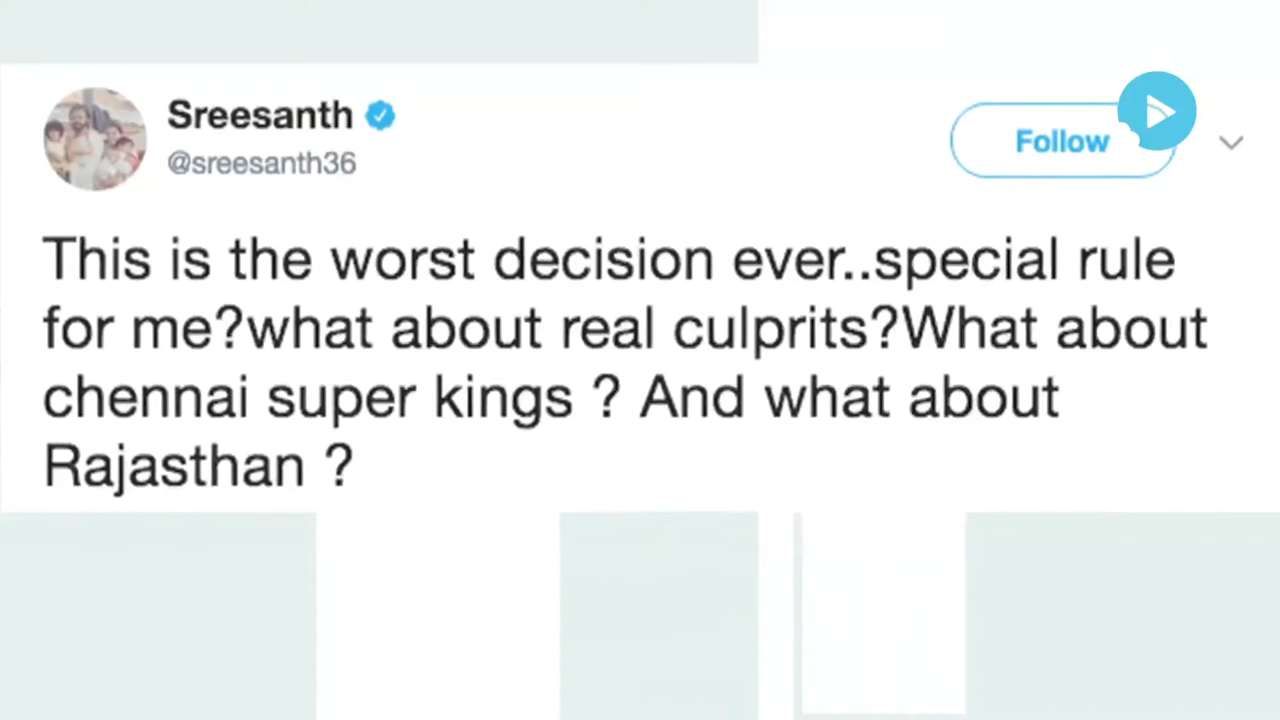 Sreesanth
@sreesanth36
Follow
This is the worst decision ever..special rule
for me?what about real culprits?What about
chennai super kings ? And what about
Rajasthan ?